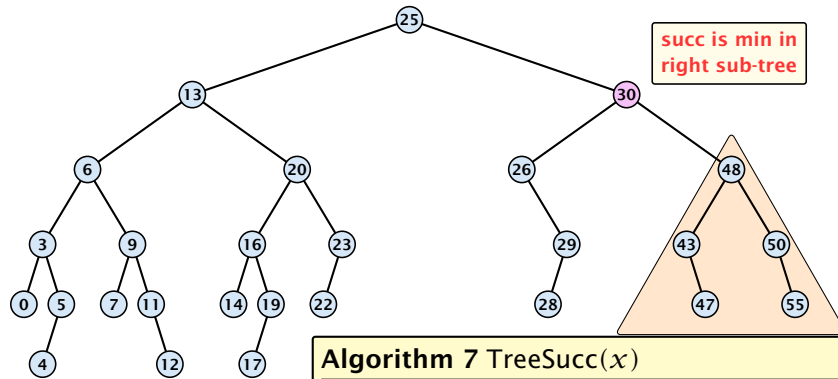 25
succ is min in
right sub-tree
13 30
6 20 26 48
3 9 16 23 29 43 50
0 5 7 11 14 19 22 28 47 55
4 12 17
Algorithm 7 TreeSucc(x)